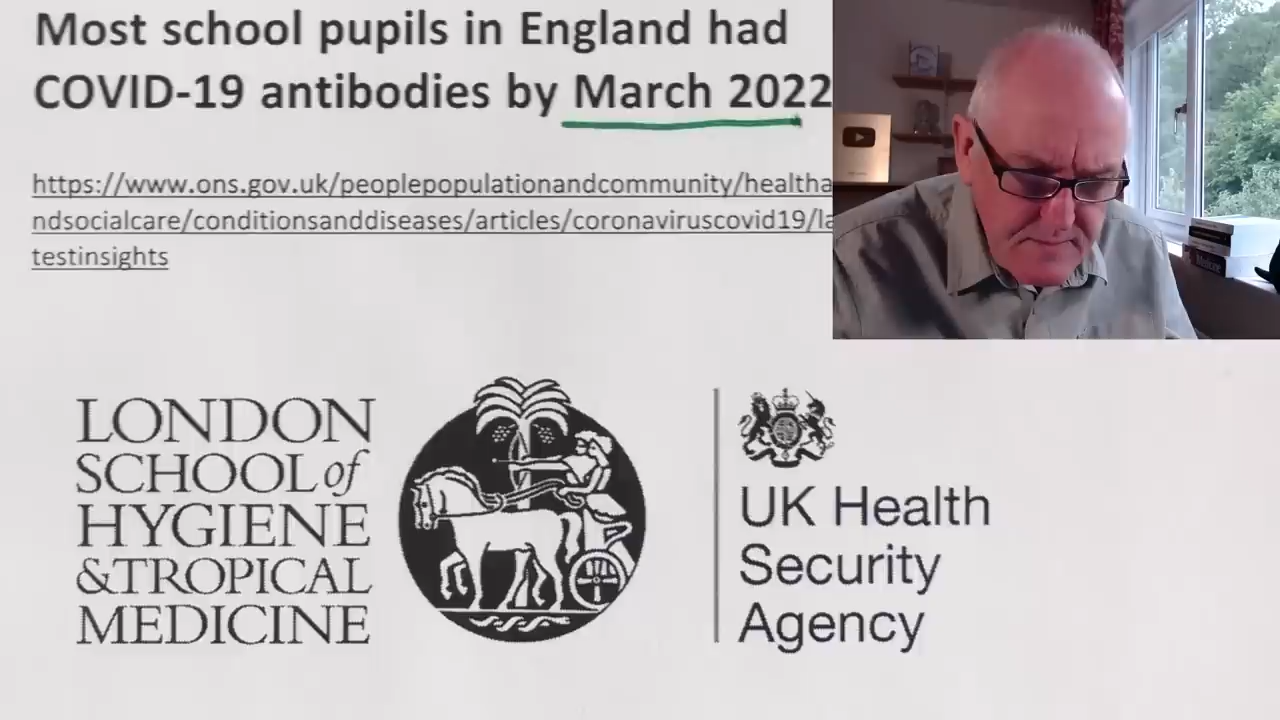 Most school pupils in England had
COVID-19 antibodies by March 2022
https://www.ons.gov.uk/peoplepopulationandcommunity/healtha
ndsocialcare/conditionsanddiseases/articles/coronaviruscovid19/la
testinsights
LONDON
SCHOOL of
HYGIENE
&TROPICAL
MEDICINE
UK Health
Security
Agency
Medicine